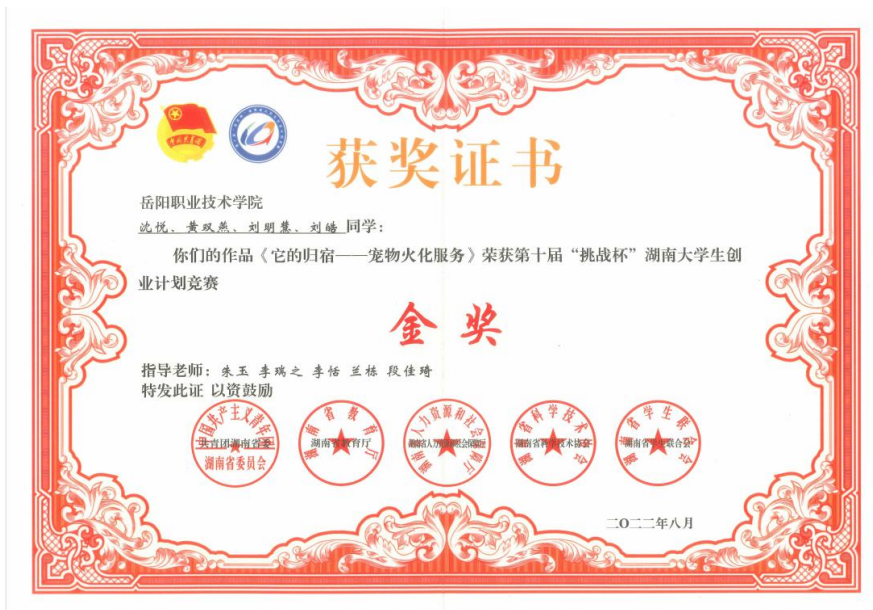 获奖证书
岳阳职业技术学院
沈悦、黄双燕、刘明慧、刘皓 同学：
你们的作品《它的归宿——宠物火化服务》荣获第十届“挑战杯”湖南大学生创
业计划竞赛
金奖
指导老师：朱玉 李瑞之 李恬 兰栋 段佳琦
特发此证 以资鼓励
共青团湖南省委
湖南省委员会
湖南省教育厅
湖南省人力资源和社会保障厅
湖南省科学技术协会
湖南省学生联合会
二〇二二年八月